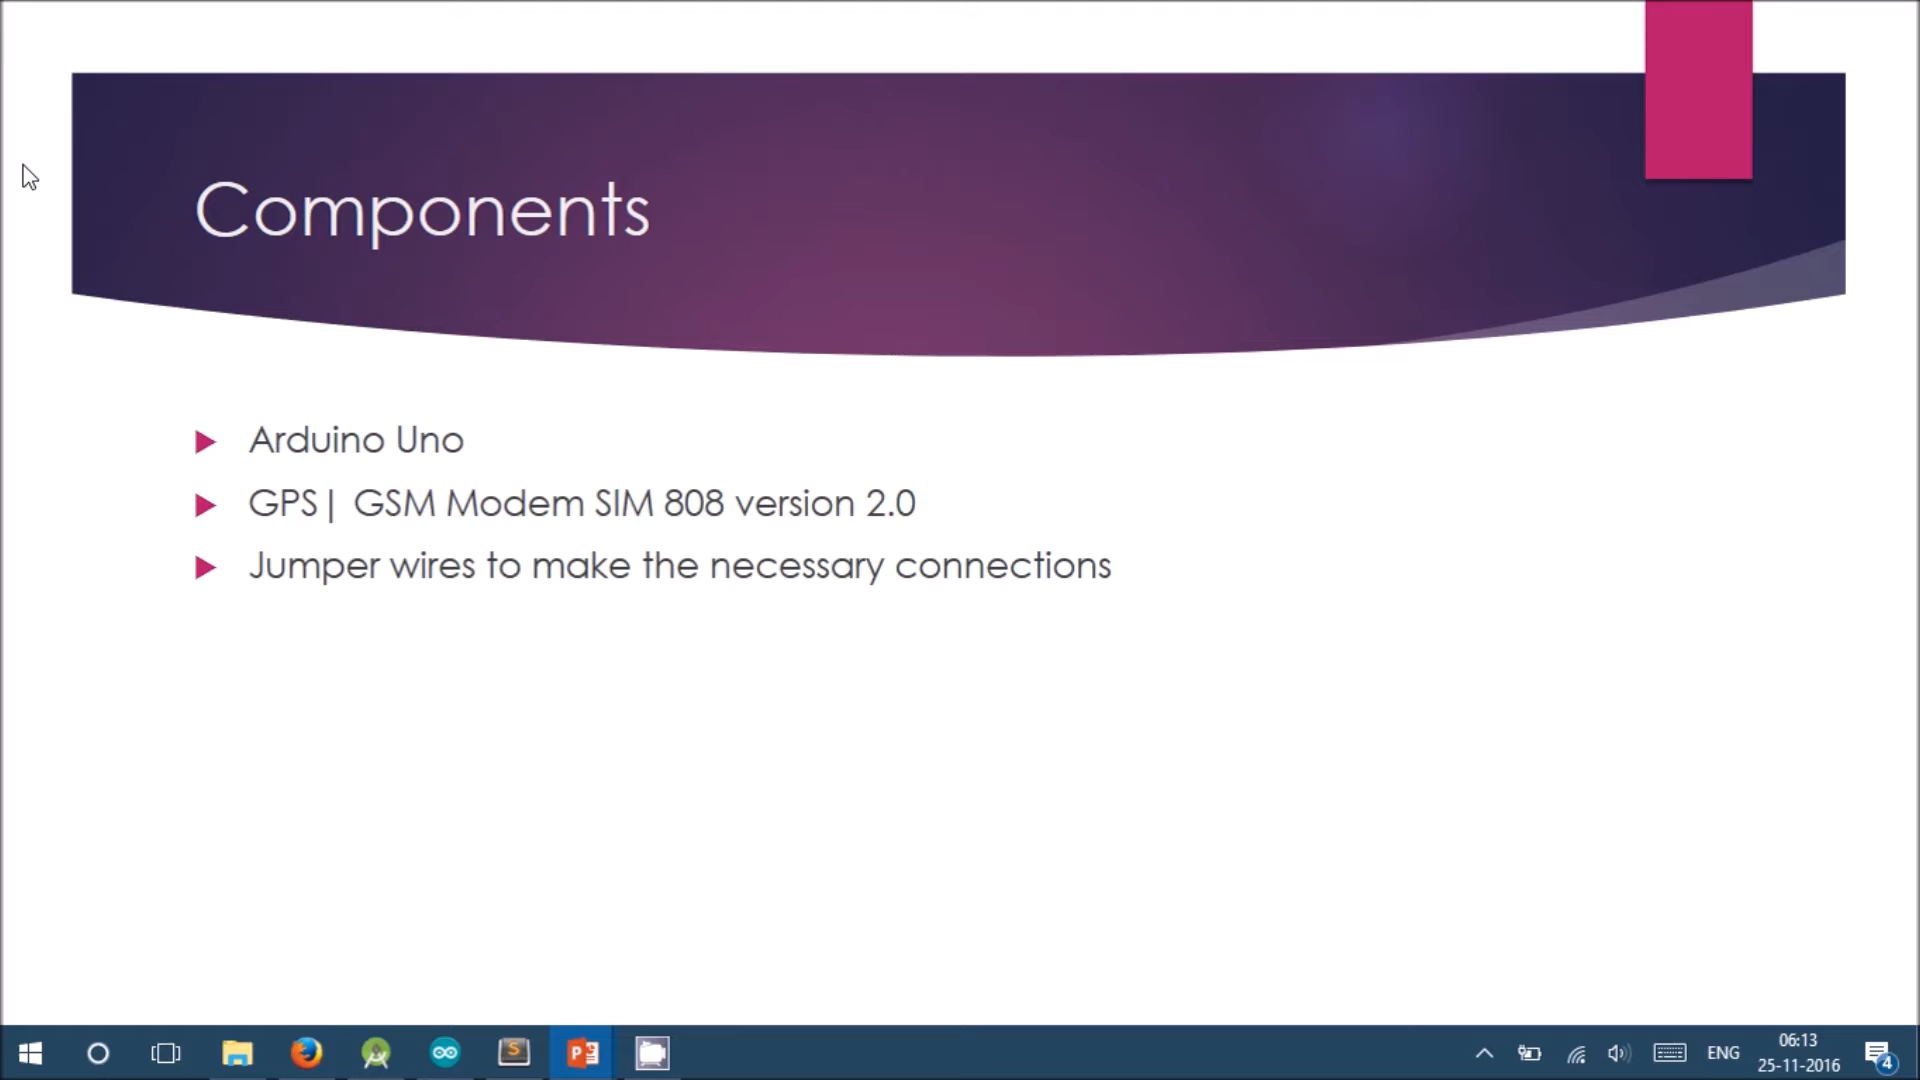 Components
Arduino Uno
GPS| GSM Modem SIM 808 version 2.0
Jumper wires to make the necessary connections
ENG
06:13
25-11-2016
4